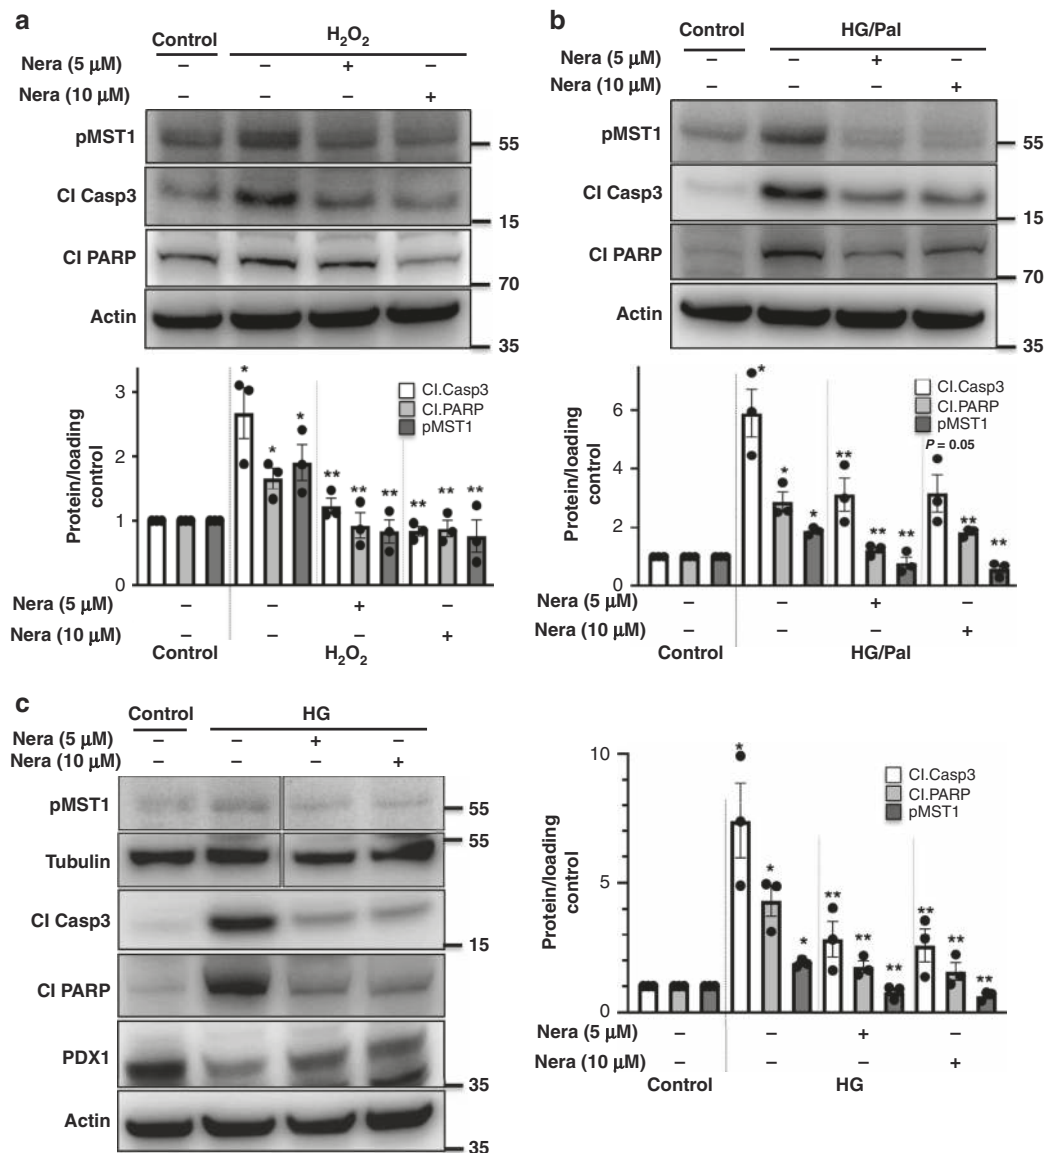 a
Control H₂O₂
Nera (5 μM) – – + –
Nera (10 μM) – – – +
pMST1 55
Cl Casp3 15
Cl PARP 70
Actin 35
Protein/loading control
3
2
1
0
* * *
** ** ** ** ** **
Cl.Casp3
Cl.PARP
pMST1
Nera (5 μM) – – + –
Nera (10 μM) – – – +
Control H₂O₂
b
Control HG/Pal
Nera (5 μM) – – + –
Nera (10 μM) – – – +
pMST1 55
Cl Casp3 15
Cl PARP 70
Actin 35
Protein/loading control
6
4
2
0
* * *
** ** ** ** **
Cl.Casp3
Cl.PARP
pMST1
P = 0.05
Nera (5 μM) – – + –
Nera (10 μM) – – – +
Control HG/Pal
c
Control HG
Nera (5 μM) – – + –
Nera (10 μM) – – – +
pMST1 55
Tubulin 55
Cl Casp3 15
Cl PARP
PDX1 35
Actin 35
Protein/loading control
10
5
0
* * *
** ** ** ** ** **
Cl.Casp3
Cl.PARP
pMST1
Nera (5 μM) – – + –
Nera (10 μM) – – – +
Control HG